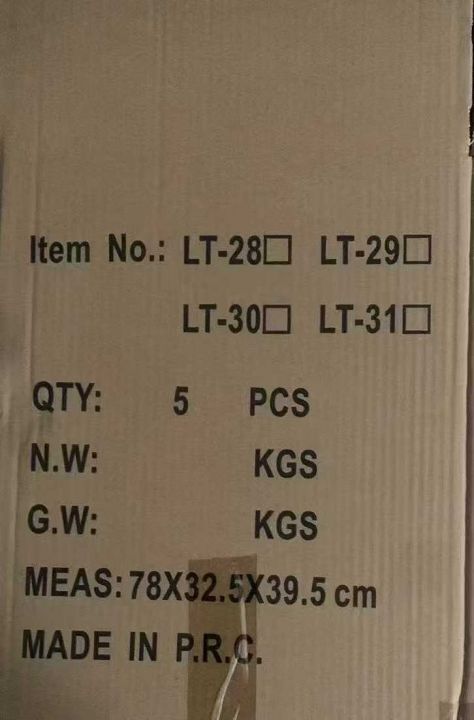 Item No.: LT-28□ LT-29□
LT-30□ LT-31□
QTY: 5 PCS
N.W: KGS
G.W: KGS
MEAS: 78X32.5X39.5 cm
MADE IN P.R.C.